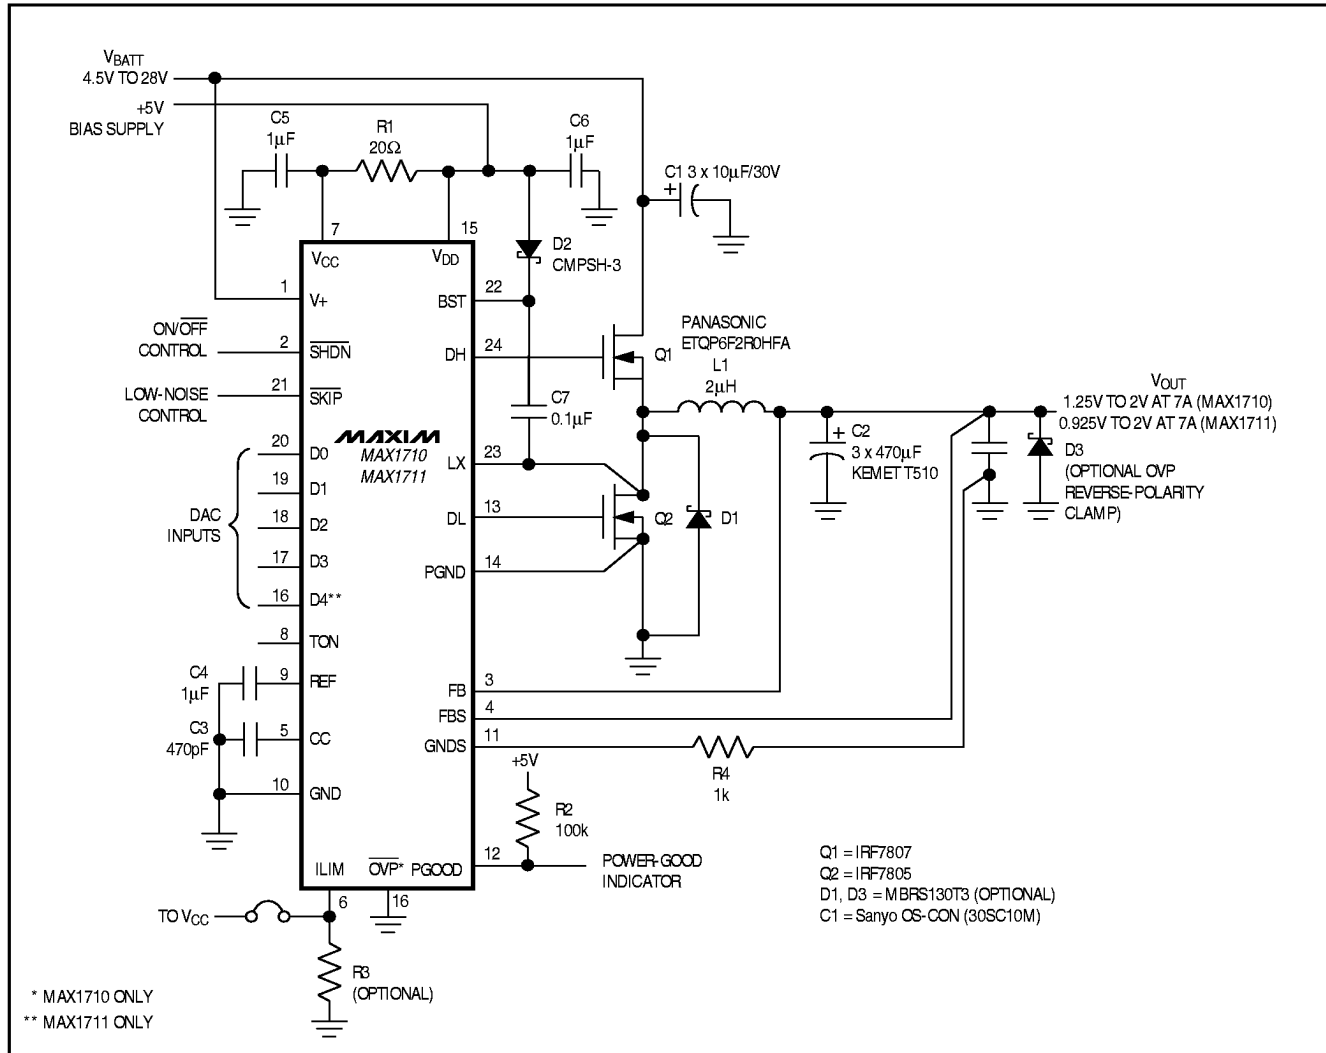 VBATT
4.5V TO 28V
+5V
BIAS SUPPLY
C5
1µF
R1
20Ω
C6
1µF
C1 3 x 10µF/30V
+
7
15
VCC
VDD
D2
CMPSH-3
1
V+
BST
22
ON/OFF
CONTROL
2
SHDN
DH
24
Q1
PANASONIC
ETQP6F2R0HFA
L1
2µH
LOW-NOISE
CONTROL
21
SKIP
C7
0.1µF
VOUT
1.25V TO 2V AT 7A (MAX1710)
0.925V TO 2V AT 7A (MAX1711)
MAXIM
MAX1710
MAX1711
DAC
INPUTS
20
D0
19
D1
18
D2
17
D3
16
D4**
LX
23
DL
13
Q2
D1
PGND
14
+
C2
3 x 470µF
KEMET T510
D3
(OPTIONAL OVP
REVERSE-POLARITY
CLAMP)
8
TON
C4
1µF
9
REF
C3
470pF
5
CC
10
GND
FB
3
FBS
4
GNDS
11
R4
1k
+5V
R2
100k
ILIM
OVP*
PGOOD
12
POWER-GOOD
INDICATOR
6
16
TO VCC
R3
(OPTIONAL)
Q1 = IRF7807
Q2 = IRF7805
D1, D3 = MBRS130T3 (OPTIONAL)
C1 = Sanyo OS-CON (30SC10M)
* MAX1710 ONLY
** MAX1711 ONLY